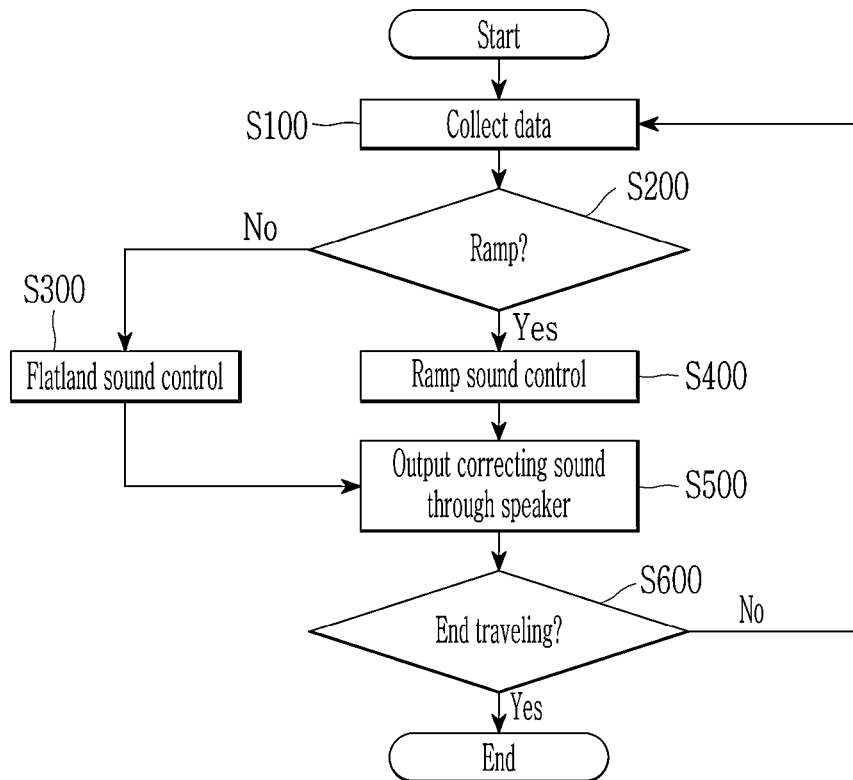 Start
S100
Collect data
S200
No
Ramp?
S300
Yes
Flatland sound control
Ramp sound control
S400
Output correcting sound
through speaker
S500
S600
End traveling?
No
Yes
End